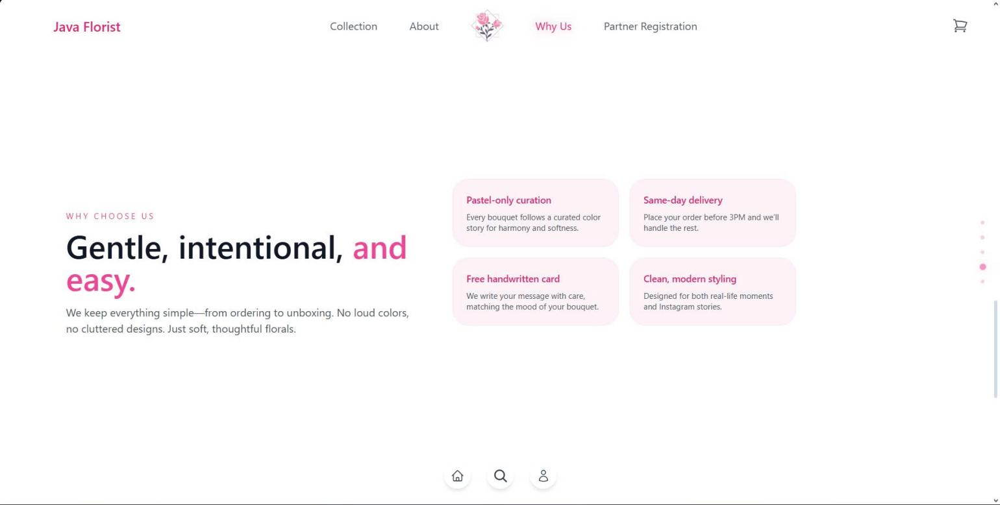 Java Florist
Collection
About
Why Us
Partner Registration
WHY CHOOSE US
Gentle, intentional, and
easy.
We keep everything simple—from ordering to unboxing. No loud colors,
no cluttered designs. Just soft, thoughtful florals.
Pastel-only curation
Every bouquet follows a curated color
story for harmony and softness.
Same-day delivery
Place your order before 3PM and we’ll
handle the rest.
Free handwritten card
We write your message with care,
matching the mood of your bouquet.
Clean, modern styling
Designed for both real-life moments
and Instagram stories.